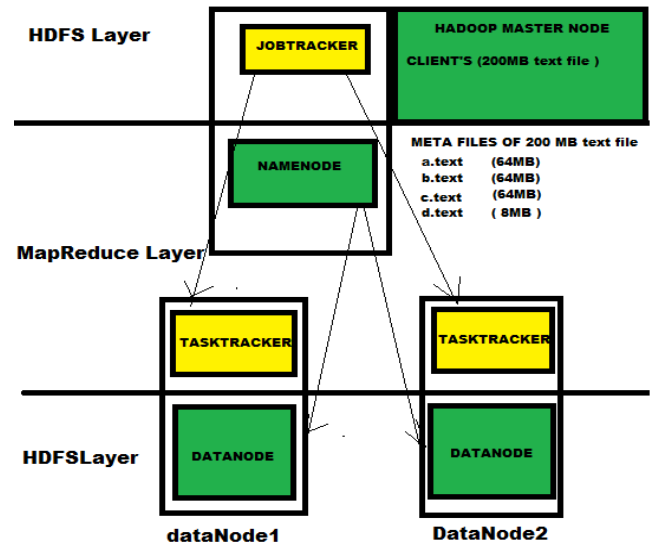 HDFS Layer
JOBTRACKER
HADOOP MASTER NODE
CLIENT'S (200MB text file )
META FILES OF 200 MB text file
a.text (64MB)
b.text (64MB)
c.text (64MB)
d.text ( 8MB )
NAMENODE
MapReduce Layer
TASKTRACKER
TASKTRACKER
HDFSLayer
DATANODE
DATANODE
dataNode1
DataNode2